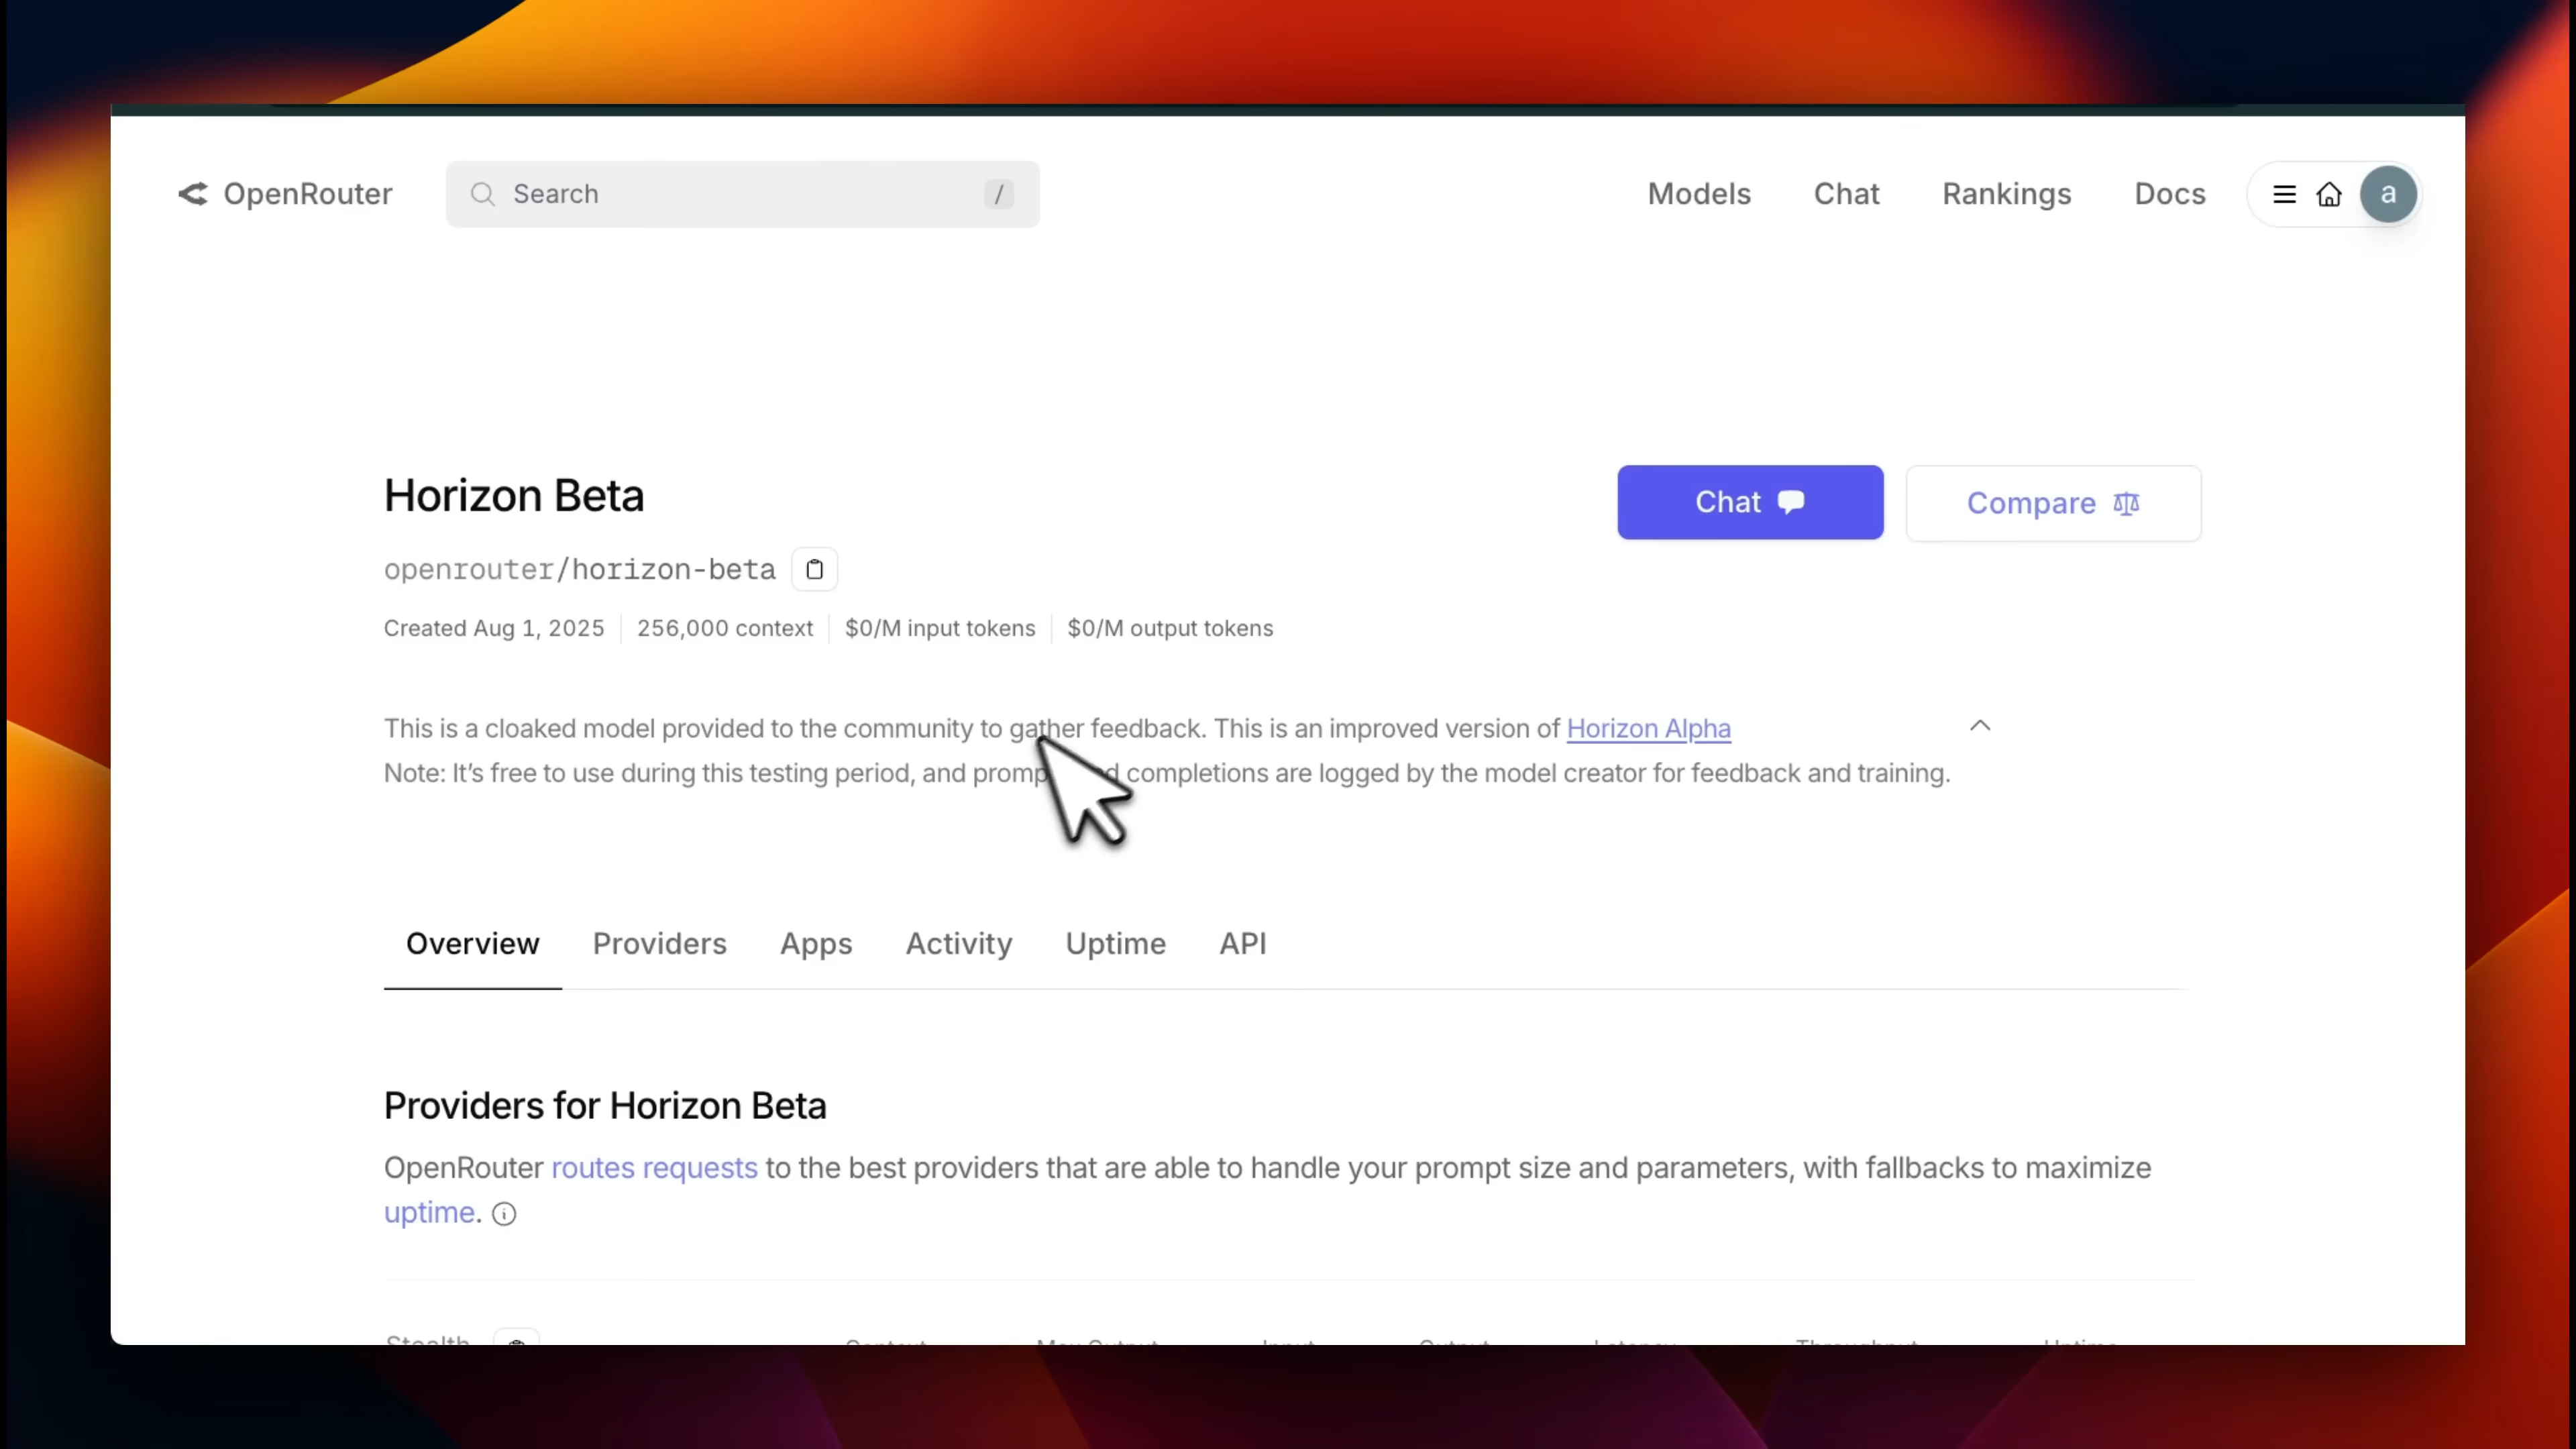 OpenRouter
Search
/
Models
Chat
Rankings
Docs
a
Horizon Beta
Chat
Compare
openrouter/horizon-beta
Created Aug 1, 2025
256,000 context
$0/M input tokens
$0/M output tokens
This is a cloaked model provided to the community to gather feedback. This is an improved version of Horizon Alpha
Note: It’s free to use during this testing period, and completions are logged by the model creator for feedback and training.
Overview
Providers
Apps
Activity
Uptime
API
Providers for Horizon Beta
OpenRouter routes requests to the best providers that are able to handle your prompt size and parameters, with fallbacks to maximize
uptime.